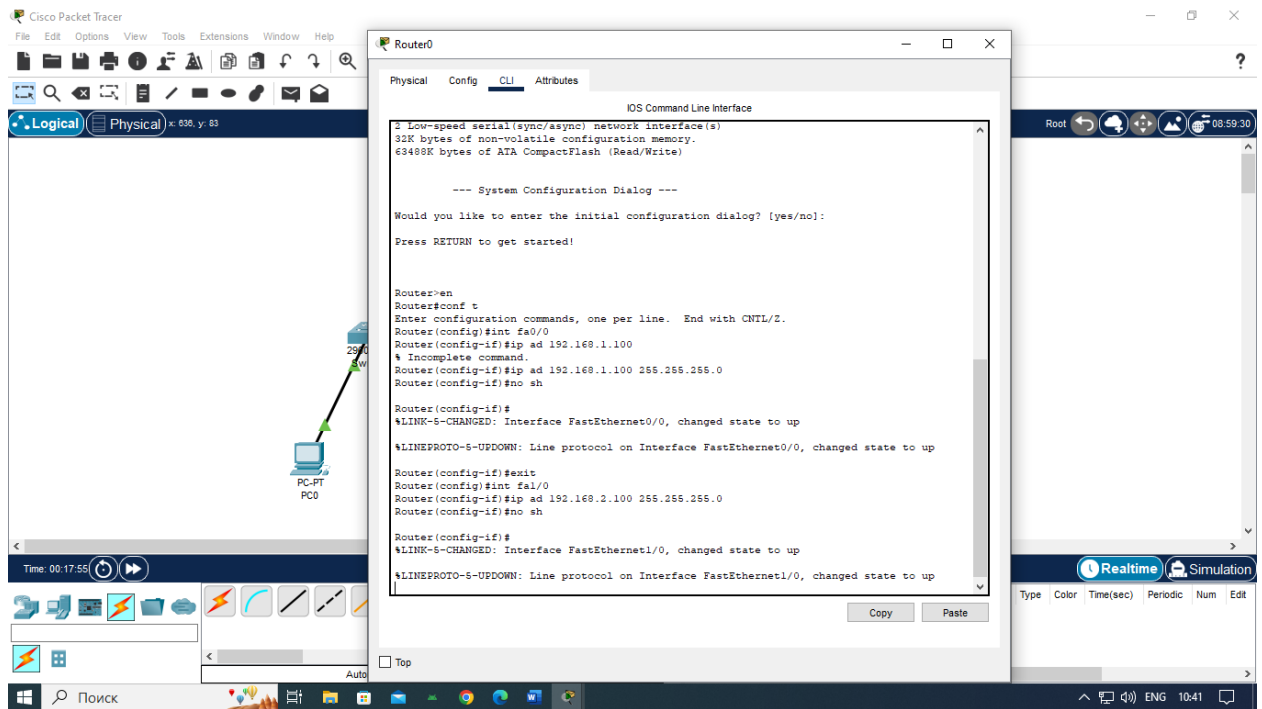 Cisco Packet Tracer
File Edit Options View Tools Extensions Window Help
?
Logical Physical x: 636, y: 83
Root 08:59:30
Router0
Physical Config CLI Attributes
IOS Command Line Interface
2 Low-speed serial(sync/async) network interface(s)
32K bytes of non-volatile configuration memory.
63488K bytes of ATA CompactFlash (Read/Write)
--- System Configuration Dialog ---
Would you like to enter the initial configuration dialog? [yes/no]:
Press RETURN to get started!
Router>en
Router#conf t
Enter configuration commands, one per line.  End with CNTL/Z.
Router(config)#int fa0/0
Router(config-if)#ip ad 192.168.1.100
% Incomplete command.
Router(config-if)#ip ad 192.168.1.100 255.255.255.0
Router(config-if)#no sh
Router(config-if)#
%LINK-5-CHANGED: Interface FastEthernet0/0, changed state to up
%LINEPROTO-5-UPDOWN: Line protocol on Interface FastEthernet0/0, changed state to up
Router(config-if)#exit
Router(config)#int fa1/0
Router(config-if)#ip ad 192.168.2.100 255.255.255.0
Router(config-if)#no sh
Router(config-if)#
%LINK-5-CHANGED: Interface FastEthernet1/0, changed state to up
%LINEPROTO-5-UPDOWN: Line protocol on Interface FastEthernet1/0, changed state to up
Copy Paste
Top
PC-PT
PC0
Time: 00:17:55
Realtime Simulation
Type Color Time(sec) Periodic Num Edit
Поиск
ENG 10:41